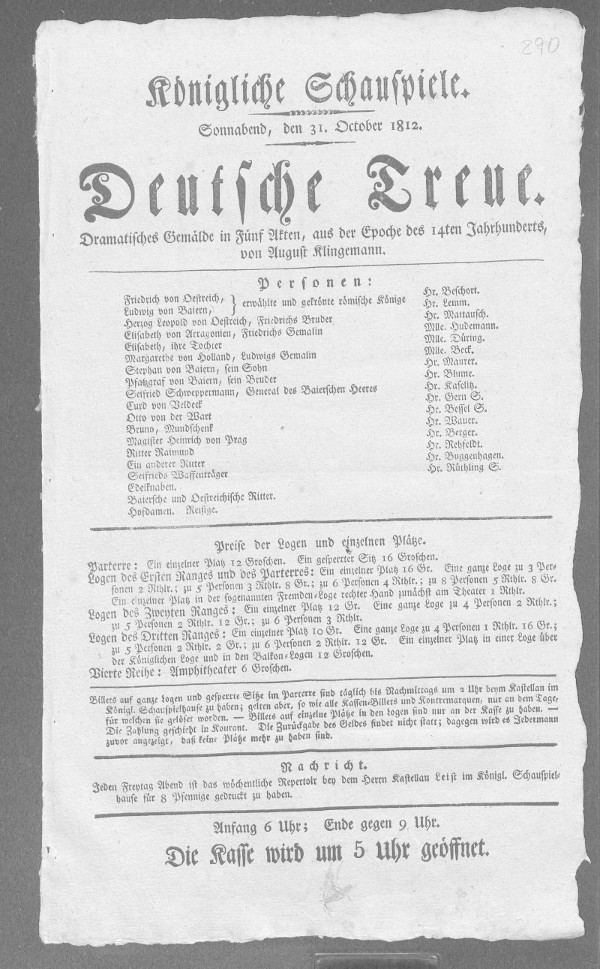 290
Königliche Schauspiele.
Sonnabend, den 31. October 1812.
Deutsche Treue.
Dramatisches Gemälde in Fünf Akten, aus der Epoche des 14ten Jahrhunderts,
von August Klingemann.
Personen:
Friedrich von Oestreich, } erwählte und gekrönte römische Könige Hr. Beschort.
Ludwig von Baiern, Hr. Lemm.
Herzog Leopold von Oestreich, Friedrichs Bruder Hr. Mattausch.
Elisabeth von Arragonien, Friedrichs Gemalin Mlle. Hudemann.
Elisabeth, ihre Tochter Mlle. Düring.
Margarethe von Holland, Ludwigs Gemalin Mlle. Beck.
Stephan von Baiern, sein Sohn Hr. Maurer.
Pfalzgraf von Baiern, sein Bruder Hr. Blume.
Seifried Schweppermann, General des Baierschen Heeres Hr. Kaselitz.
Curd von Veldeck Hr. Gern S.
Otto von der Wart Hr. Bessel S.
Bruno, Mundschenk Hr. Wauer.
Magister Heinrich von Prag Hr. Berger.
Ritter Raimund Hr. Rehfeldt.
Ein anderer Ritter Hr. Buggenhagen.
Seifrieds Waffenträger Hr. Rüthling S.
Edelknaben.
Baiersche und Oestreichische Ritter.
Hofdamen. Reisige.
Preise der Logen und einzelnen Plätze.
Parterre: Ein einzelner Platz 12 Groschen. Ein gesperrter Sitz 16 Groschen.
Logen des Ersten Ranges und des Parterres: Ein einzelner Platz 16 Gr. Eine ganze Loge zu 3 Per-
sonen 2 Rthlr.; zu 5 Personen 3 Rthlr. 8 Gr.; zu 6 Personen 4 Rthlr.; zu 8 Personen 5 Rthlr. 8 Gr.
Ein einzelner Platz in der sogenannten Fremden-Loge rechter Hand zunächst am Theater 1 Rthlr.
Logen des Zweyten Ranges: Ein einzelner Platz 12 Gr. Eine ganze Loge zu 4 Personen 2 Rthlr.;
zu 5 Personen 2 Rthlr. 12 Gr.; zu 6 Personen 3 Rthlr.
Logen des Dritten Ranges: Ein einzelner Platz 10 Gr. Eine ganze Loge zu 4 Personen 1 Rthlr. 16 Gr.;
zu 5 Personen 2 Rthlr. 2 Gr.; zu 6 Personen 2 Rthlr. 12 Gr. Ein einzelner Platz in einer Loge über
der Königlichen Loge und in den Balkon-Logen 12 Groschen.
Vierte Reihe: Amphitheater 6 Groschen.
Billets auf ganze Logen und gesperrte Sitze im Parterre sind täglich bis Nachmittags um 2 Uhr beym Kastellan im
Königl. Schauspielhause zu haben; gelten aber, so wie alle Kassen-Billets und Kontremarquen, nur an dem Tage,
für welchen sie gelöset worden. — Billets auf einzelne Plätze in den Logen sind nur an der Kasse zu haben. —
Die Zahlung geschieht in Kourant. Die Zurückgabe des Geldes findet nicht statt; dagegen wird es Jedermann
zuvor angezeigt, daß keine Plätze mehr zu haben sind.
Nachricht.
Jeden Freytag Abend ist das wöchentliche Repertoir bey dem Herrn Kastellan Leist im Königl. Schauspiel-
hause für 8 Pfennige gedruckt zu haben.
Anfang 6 Uhr; Ende gegen 9 Uhr.
Die Kasse wird um 5 Uhr geöffnet.